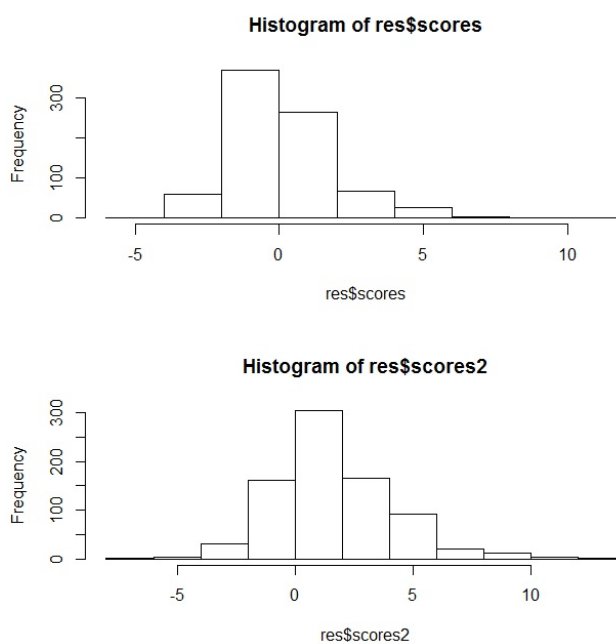 Histogram of res$scores
Frequency
0 100 300
-5 0 5 10
res$scores
Histogram of res$scores2
Frequency
0 100 200 300
-5 0 5 10
res$scores2